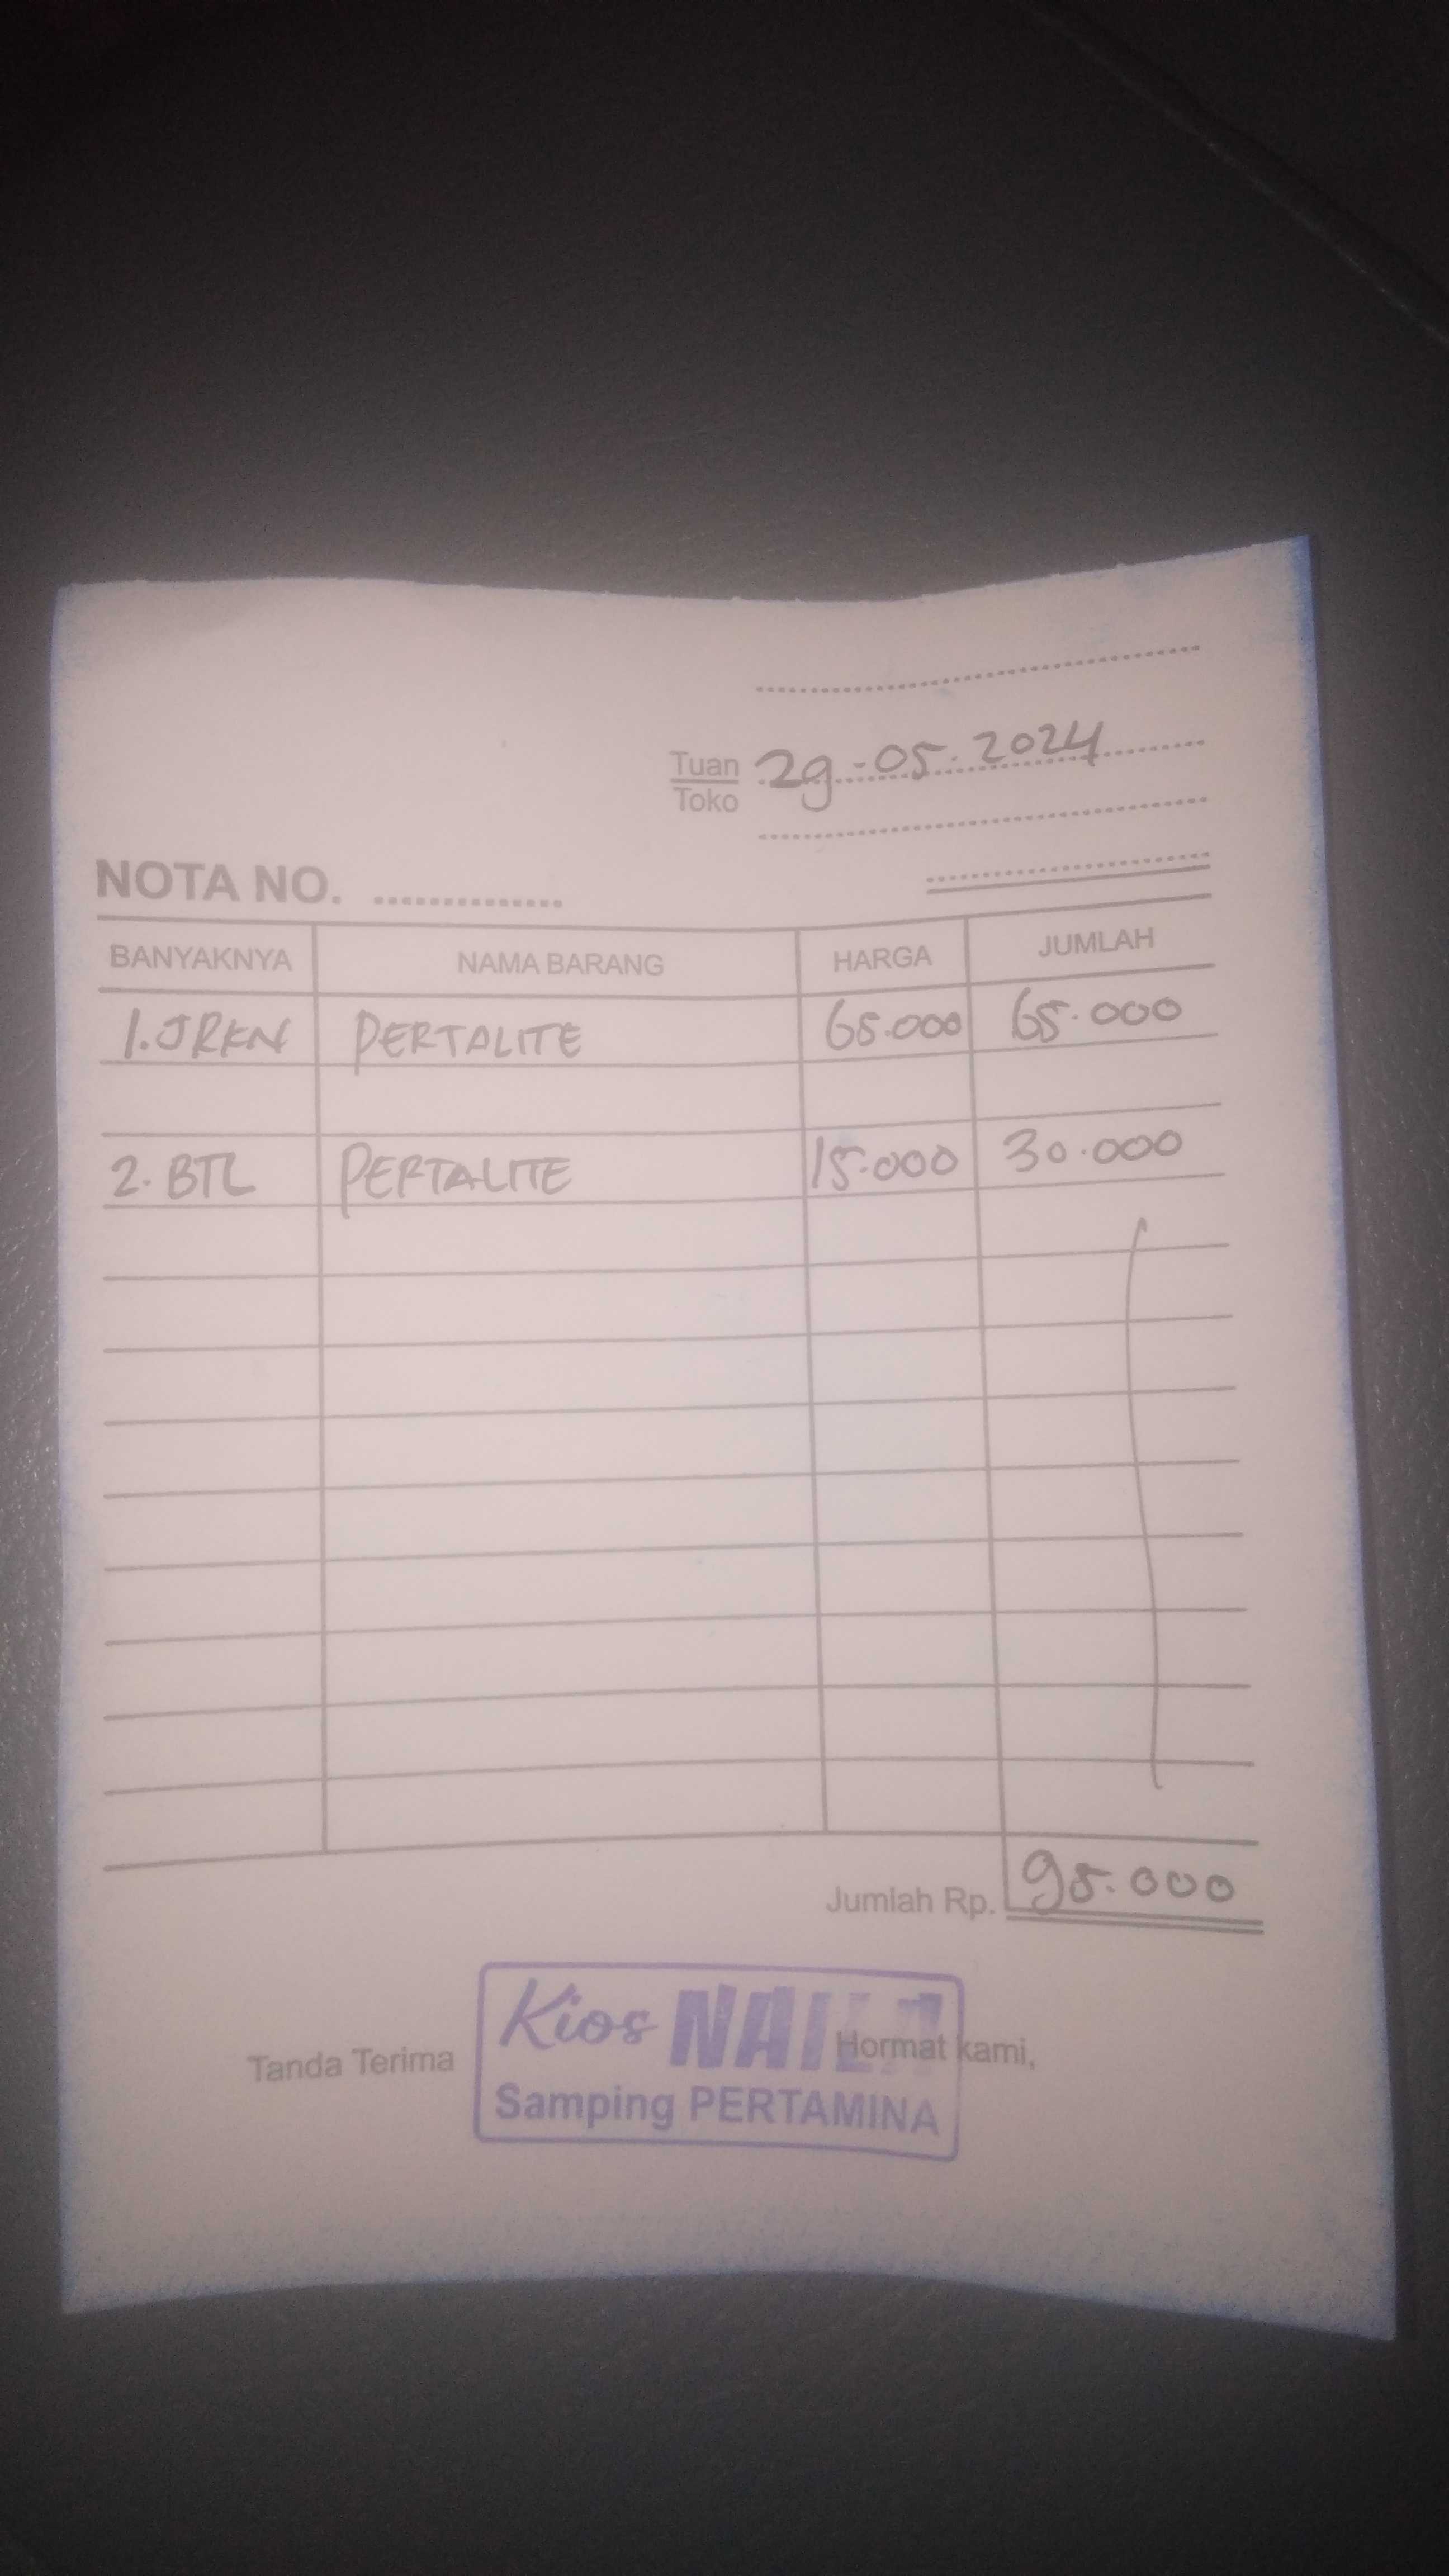 Tuan
Toko
29-05.2024
NOTA NO. ..............
BANYAKNYA NAMA BARANG HARGA JUMLAH
1. JRKN PERTALITE 65.000 65.000
2. BTL PERTALITE 15.000 30.000
Jumlah Rp. 95.000
Tanda Terima
Hormat kami,
Kios NAILA
Samping PERTAMINA